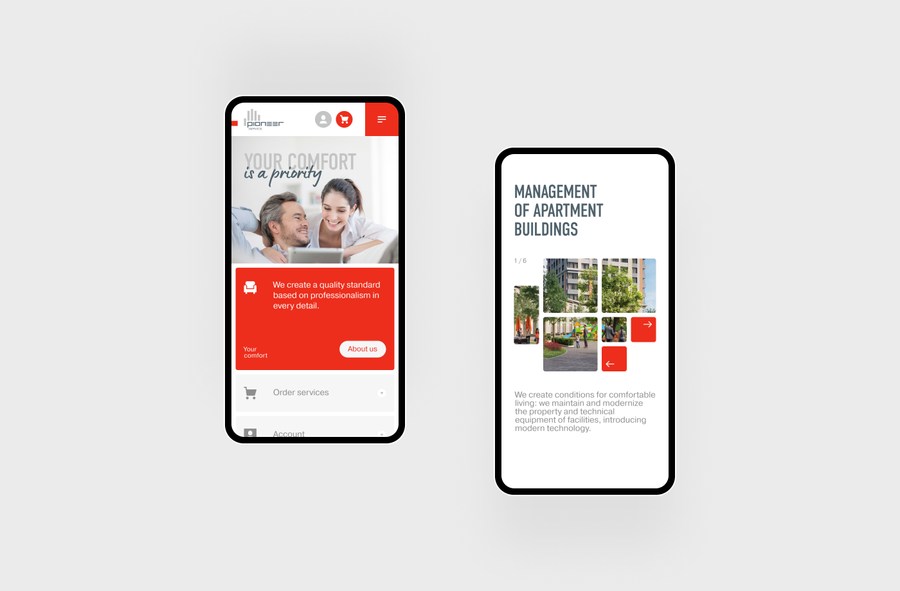 pioneer
YOUR COMFORT
is a priority
We create a quality standard
based on professionalism in
every detail.
Your
comfort
About us
Order services
Account
MANAGEMENT
OF APARTMENT
BUILDINGS
1 / 8
We create conditions for comfortable
living: we maintain and modernize
the property and technical
equipment of facilities, introducing
modern technology.